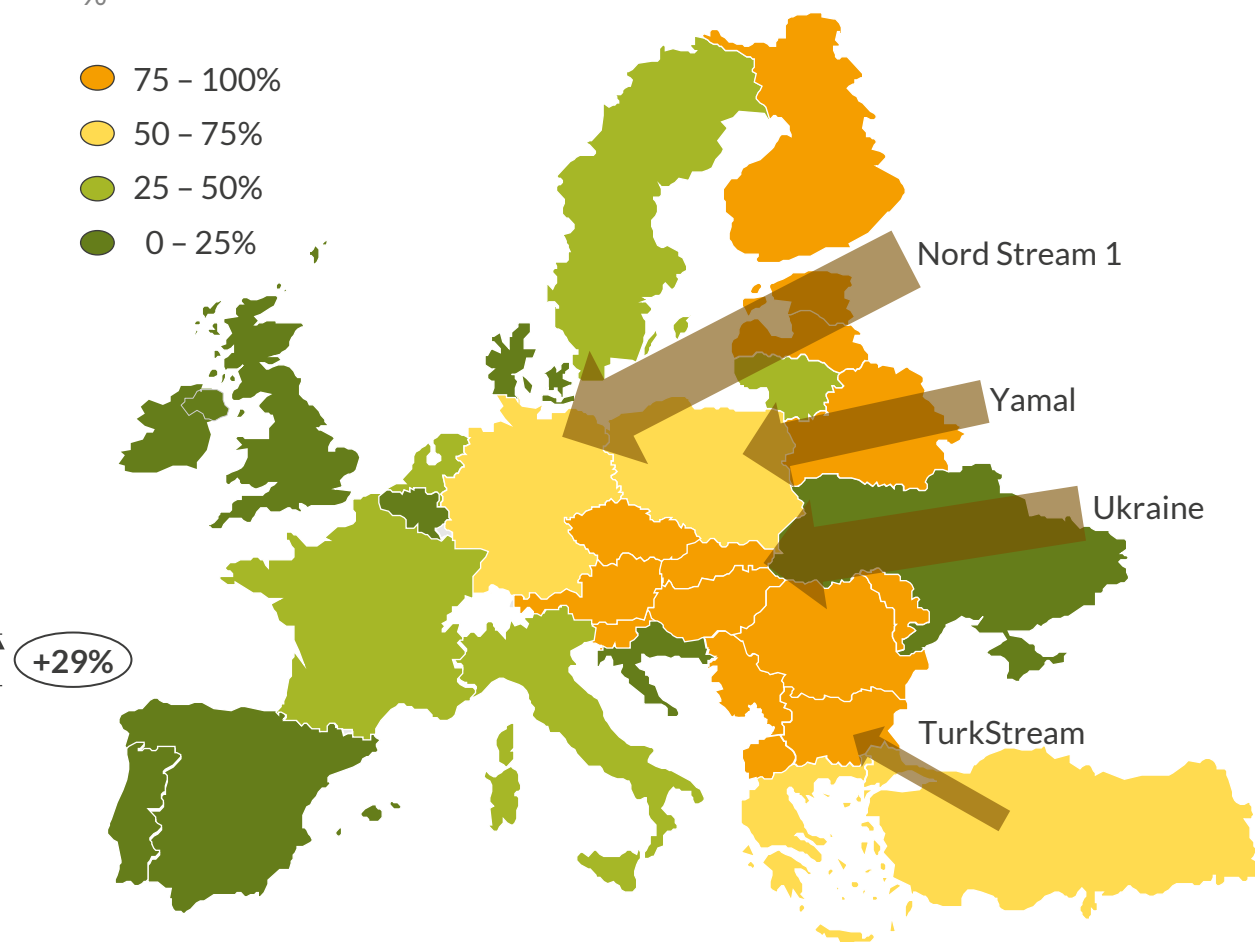 %
75 – 100%
50 – 75%
25 – 50%
0 – 25%
Nord Stream 1
Yamal
Ukraine
+29%
TurkStream